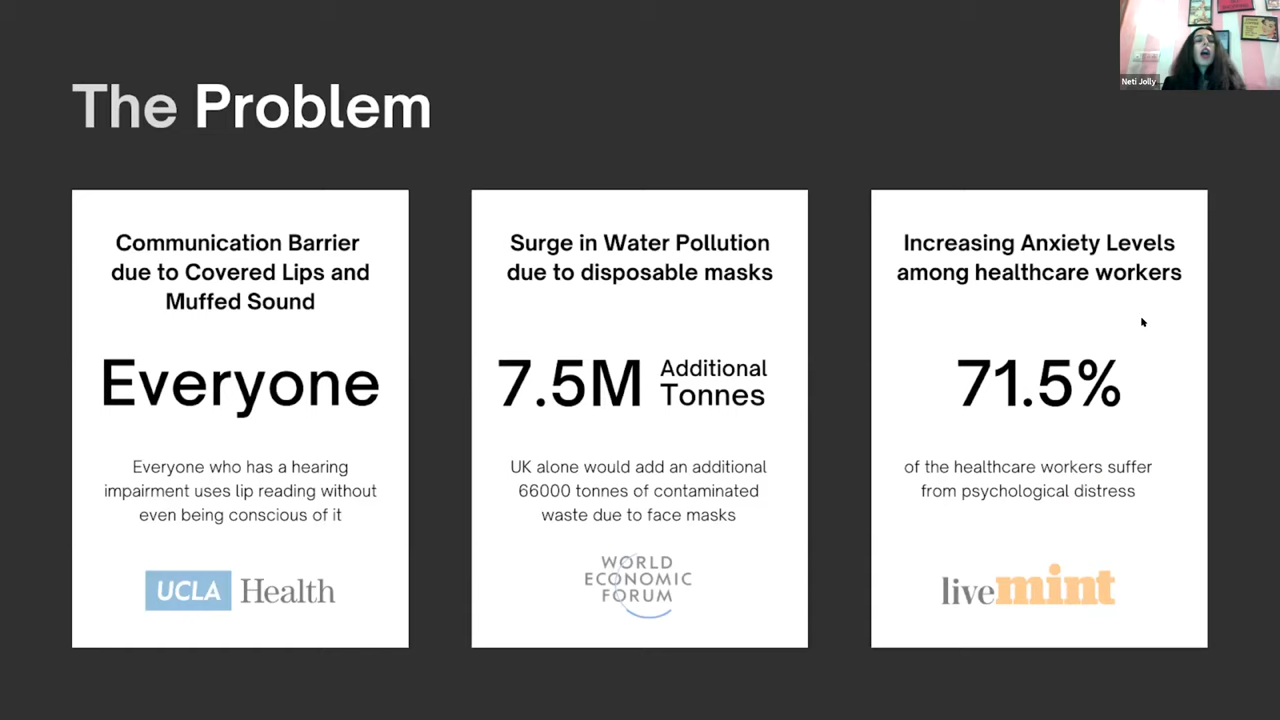 Neti Jolly
The Problem
Communication Barrier
due to Covered Lips and
Muffed Sound
Everyone
Everyone who has a hearing
impairment uses lip reading without
even being conscious of it
UCLA Health
Surge in Water Pollution
due to disposable masks
7.5M Additional
Tonnes
UK alone would add an additional
66000 tonnes of contaminated
waste due to face masks
WORLD
ECONOMIC
FORUM
Increasing Anxiety Levels
among healthcare workers
71.5%
of the healthcare workers suffer
from psychological distress
livemint